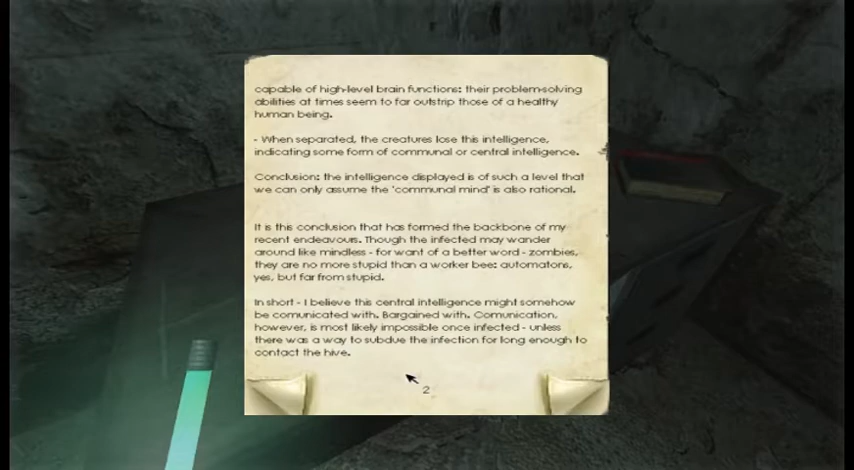 capable of high-level brain functions: their problem-solving
abilities at times seem to far outstrip those of a healthy
human being.
- When separated, the creatures lose this intelligence,
indicating some form of communal or central intelligence.
Conclusion: the intelligence displayed is of such a level that
we can only assume the 'communal mind' is also rational.
It is this conclusion that has formed the backbone of my
recent endeavours. Though the infected may wander
around like mindless - for want of a better word - zombies,
they are no more stupid than a worker bee: automatons,
yes, but far from stupid.
In short - I believe this central intelligence might somehow
be comunicated with. Bargained with. Comunication,
however, is most likely impossible once infected - unless
there was a way to subdue the infection for long enough to
contact the hive.
2